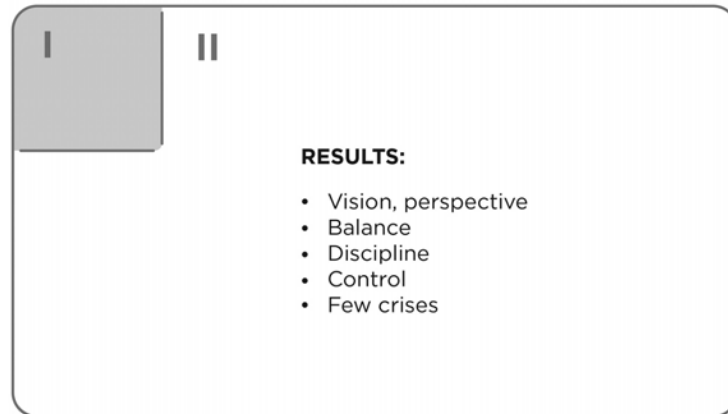 I
II
RESULTS:
• Vision, perspective
• Balance
• Discipline
• Control
• Few crises